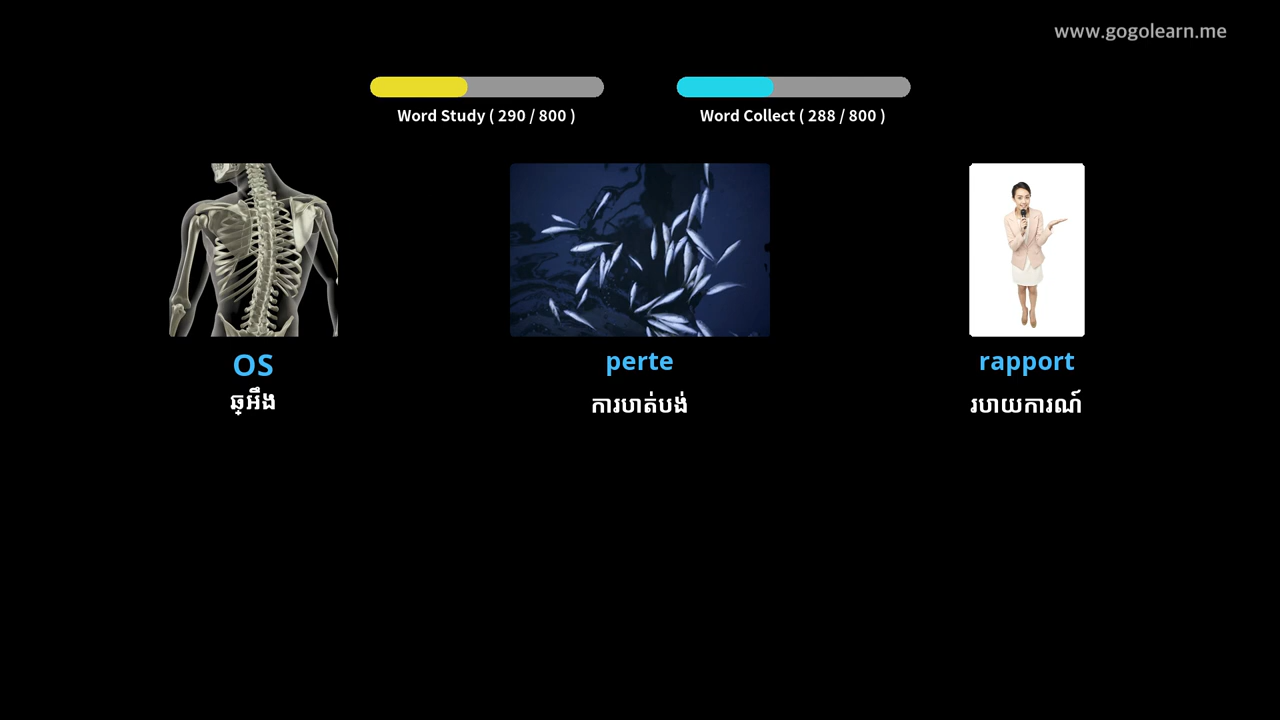 www.gogolearn.me
Word Study ( 290 / 800 )
Word Collect ( 288 / 800 )
OS
perte
rapport
ឆ្អឹង
ការបាត់បង់
របាយការណ៍